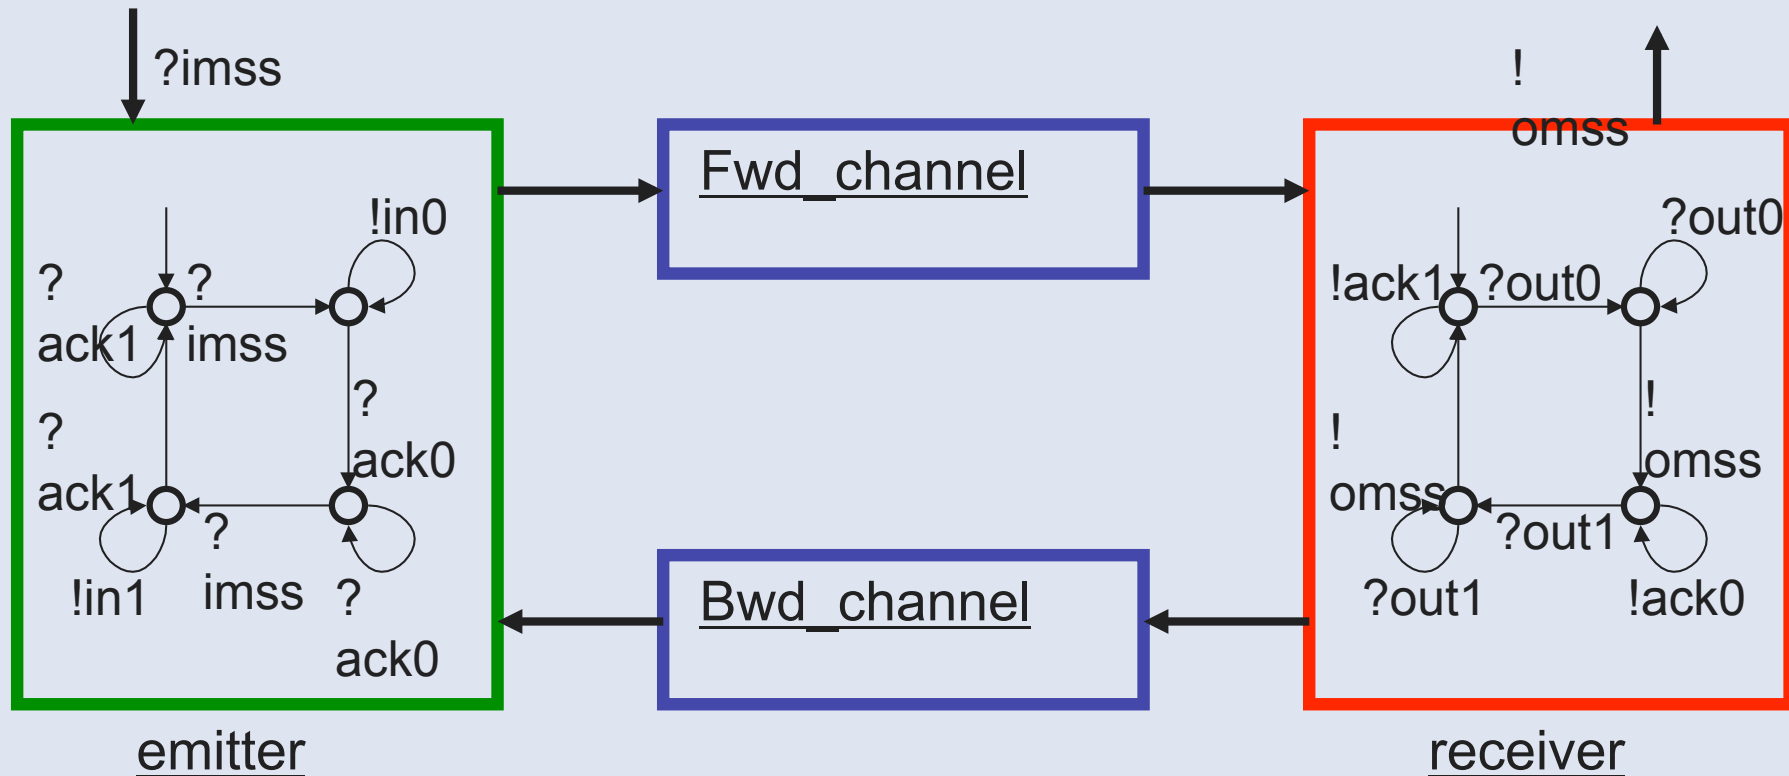 ?imss
!
omss
Fwd_channel
!in0
?
ack1
?
imss
?
ack0
?
ack1
!in1
?
imss
?
ack0
emitter
Bwd_channel
?out0
!ack1
?out0
!
omss
!
omss
?out1
?out1
!ack0
receiver